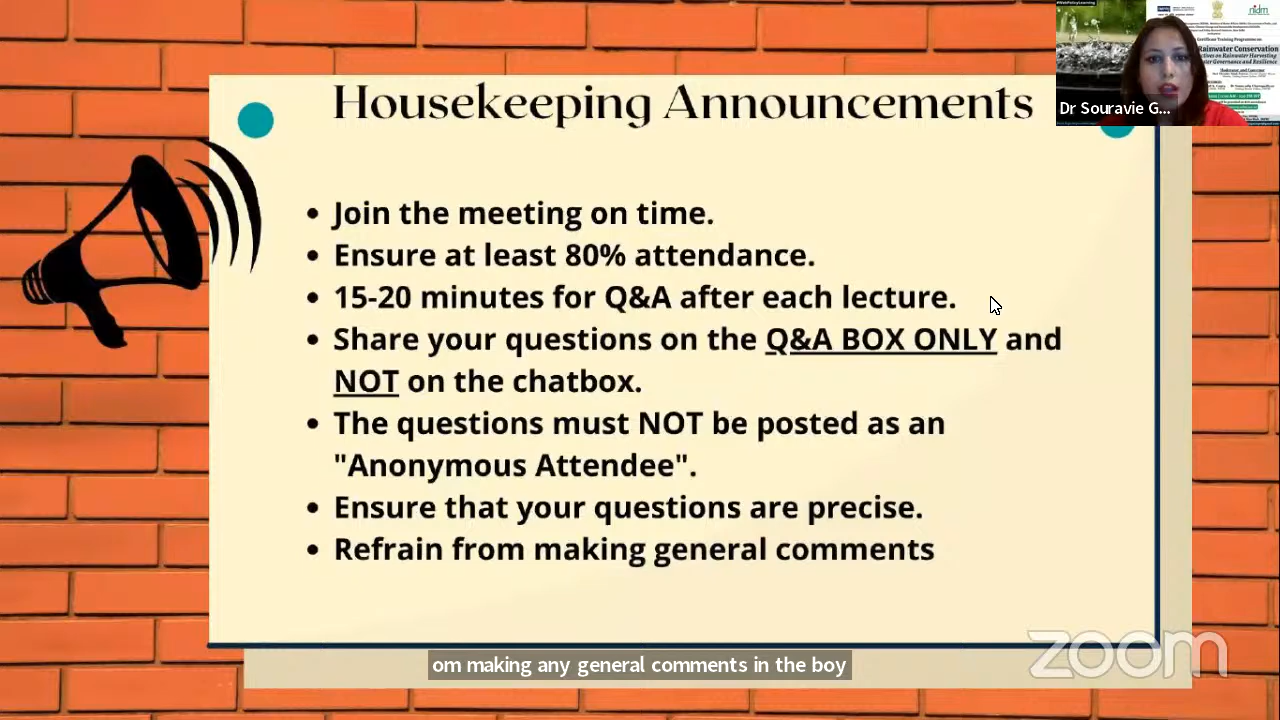 Housekeeping Announcements
• Join the meeting on time.
• Ensure at least 80% attendance.
• 15-20 minutes for Q&A after each lecture.
• Share your questions on the Q&A BOX ONLY and
NOT on the chatbox.
• The questions must NOT be posted as an
"Anonymous Attendee".
• Ensure that your questions are precise.
• Refrain from making general comments
om making any general comments in the boy
zoom
nidm
Rainwater Conservation
Dr Souravie G...